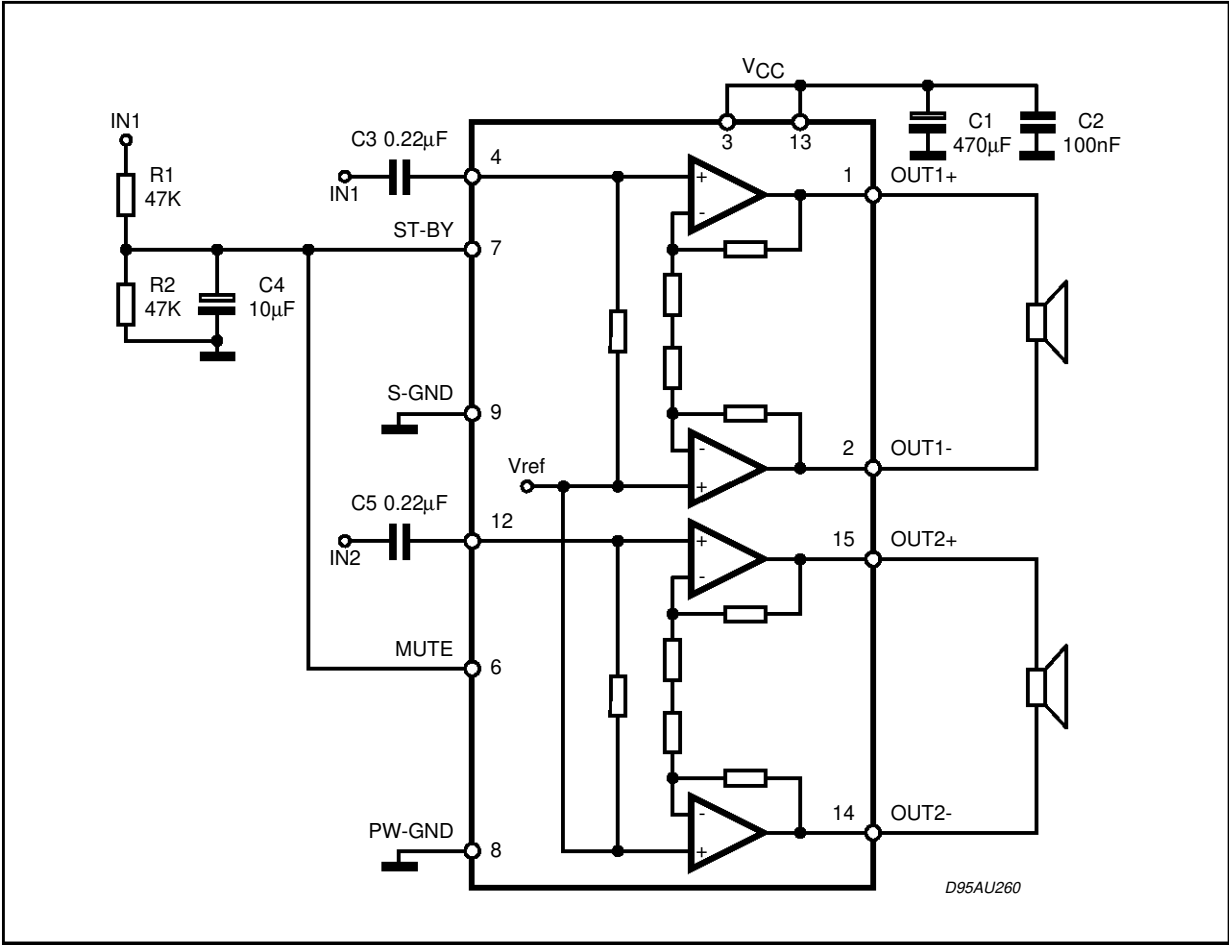 VCC
IN1
C3 0.22µF
4
3
13
C1
470µF
C2
100nF
R1
47K
IN1
+
-
1
OUT1+
ST-BY
7
R2
47K
C4
10µF
S-GND
9
-
+
2
OUT1-
Vref
C5 0.22µF
12
IN2
+
-
15
OUT2+
MUTE
6
-
+
14
OUT2-
PW-GND
8
D95AU260